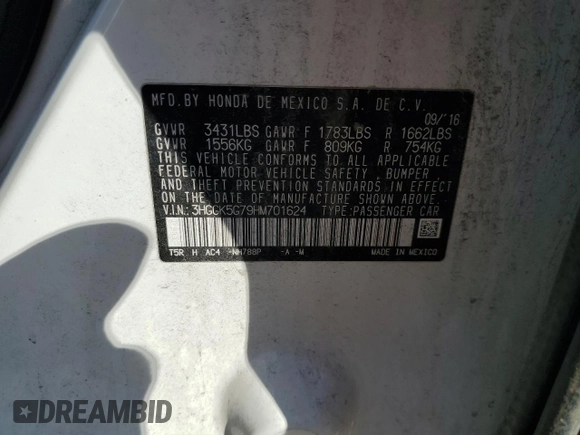 MFD.BY HONDA DE MEXICO S.A. DE C.V.
09/'16
GVWR 3431LBS GAWR F 1783LBS R 1662LBS
GVWR 1556KG GAWR F 809KG R 754KG
THIS VEHICLE CONFORMS TO ALL APPLICABLE
FEDERAL MOTOR VEHICLE SAFETY, BUMPER,
AND THEFT PREVENTION STANDARDS IN EFFECT
ON THE DATE OF MANUFACTURE SHOWN ABOVE.
V.I.N.: 3HGGK5G79HM701624 TYPE:PASSENGER CAR
T5R H AC4 -NH788P -A -M MADE IN MEXICO
DREAMBID